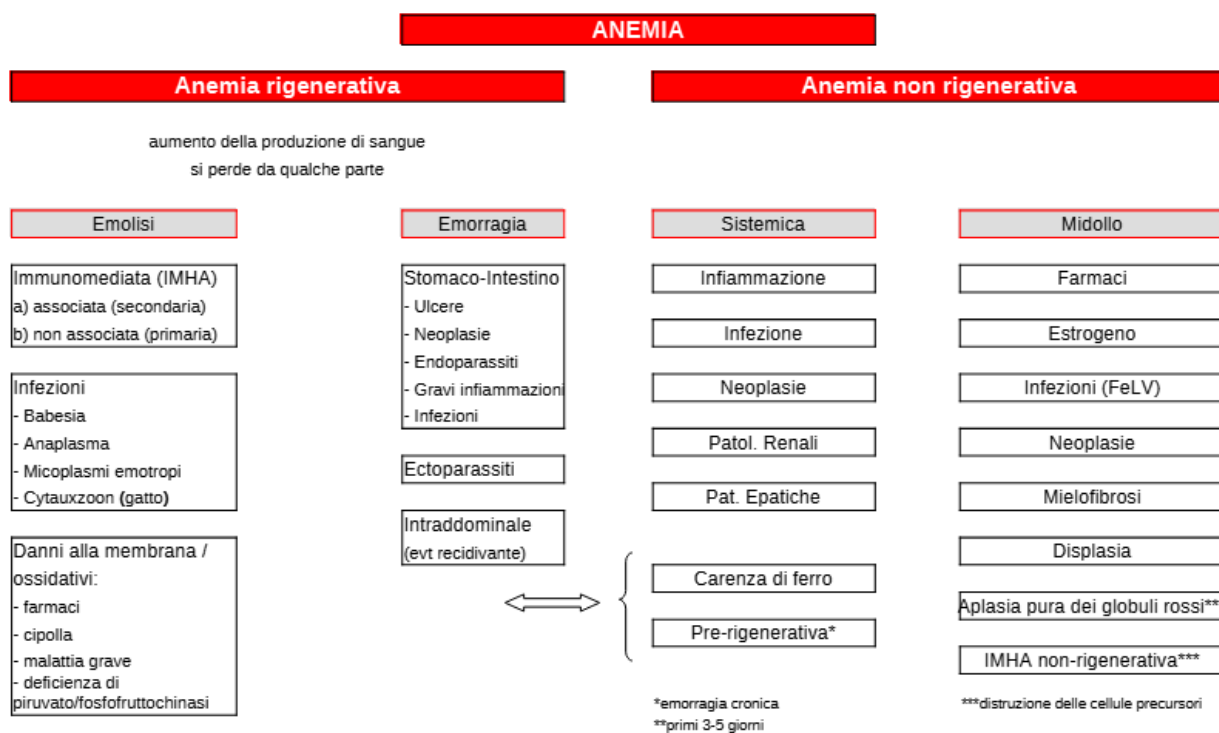 ANEMIA
Anemia rigenerativa
Anemia non rigenerativa
aumento della produzione di sangue
si perde da qualche parte
Emolisi
Immunomediata (IMHA)
a) associata (secondaria)
b) non associata (primaria)
Infezioni
- Babesia
- Anaplasma
- Micoplasmi emotropi
- Cytauxzoon (gatto)
Danni alla membrana /
ossidativi:
- farmaci
- cipolla
- malattia grave
- deficienza di
piruvato/fosfofruttochinasi
Emorragia
Stomaco-Intestino
- Ulcere
- Neoplasie
- Endoparassiti
- Gravi infiammazioni
- Infezioni
Ectoparassiti
Intraddominale
(evt recidivante)
Sistemica
Infiammazione
Infezione
Neoplasie
Patol. Renali
Pat. Epatiche
Carenza di ferro
Pre-rigenerativa*
*emorragia cronica
**primi 3-5 giorni
Midollo
Farmaci
Estrogeno
Infezioni (FeLV)
Neoplasie
Mielofibrosi
Displasia
Aplasia pura dei globuli rossi**
IMHA non-rigenerativa***
***distruzione delle cellule precursori